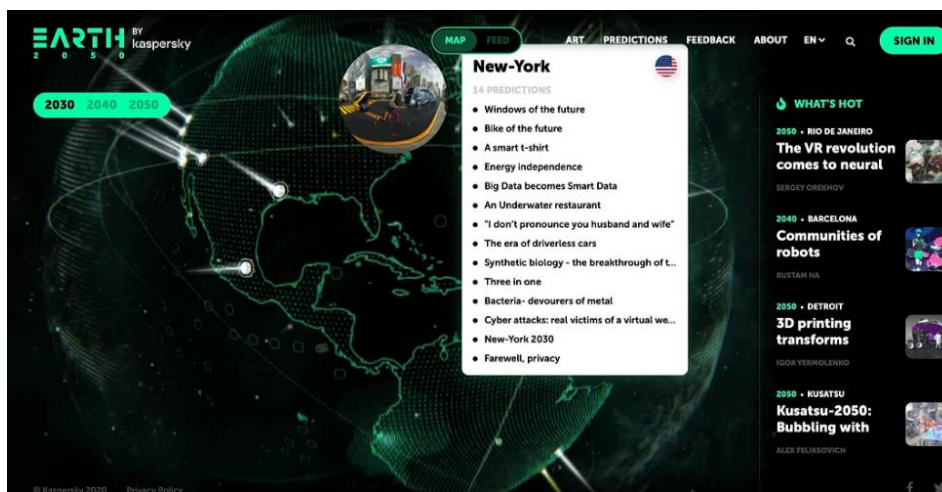 EARTH BY kaspersky
2 0 5 0
MAP FEED
ART PREDICTIONS FEEDBACK ABOUT EN SIGN IN
2030 2040 2050
New-York
14 PREDICTIONS
• Windows of the future
• Bike of the future
• A smart t-shirt
• Energy independence
• Big Data becomes Smart Data
• An Underwater restaurant
• "I don't pronounce you husband and wife"
• The era of driverless cars
• Synthetic biology - the breakthrough of t...
• Three in one
• Bacteria- devourers of metal
• Cyber attacks: real victims of a virtual we...
• New-York 2030
• Farewell, privacy
WHAT'S HOT
2050 • RIO DE JANEIRO
The VR revolution
comes to neural
SERGEY OREKHOV
2040 • BARCELONA
Communities of
robots
RUSTAM HA
2050 • DETROIT
3D printing
transforms
IGOR YERMOLENKO
2050 • KUSATSU
Kusatsu-2050:
Bubbling with
ALEX FELIKSOVICH
© Kaspersky 2020 Privacy Policy